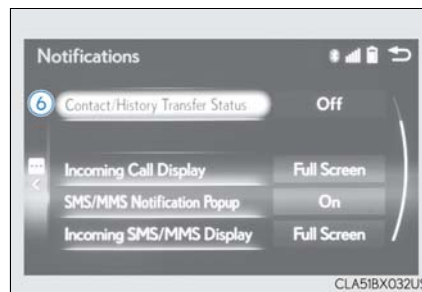 Notifications
6 Contact/History Transfer Status Off
Incoming Call Display Full Screen
SMS/MMS Notification Popup On
Incoming SMS/MMS Display Full Screen
CLA51BX032US